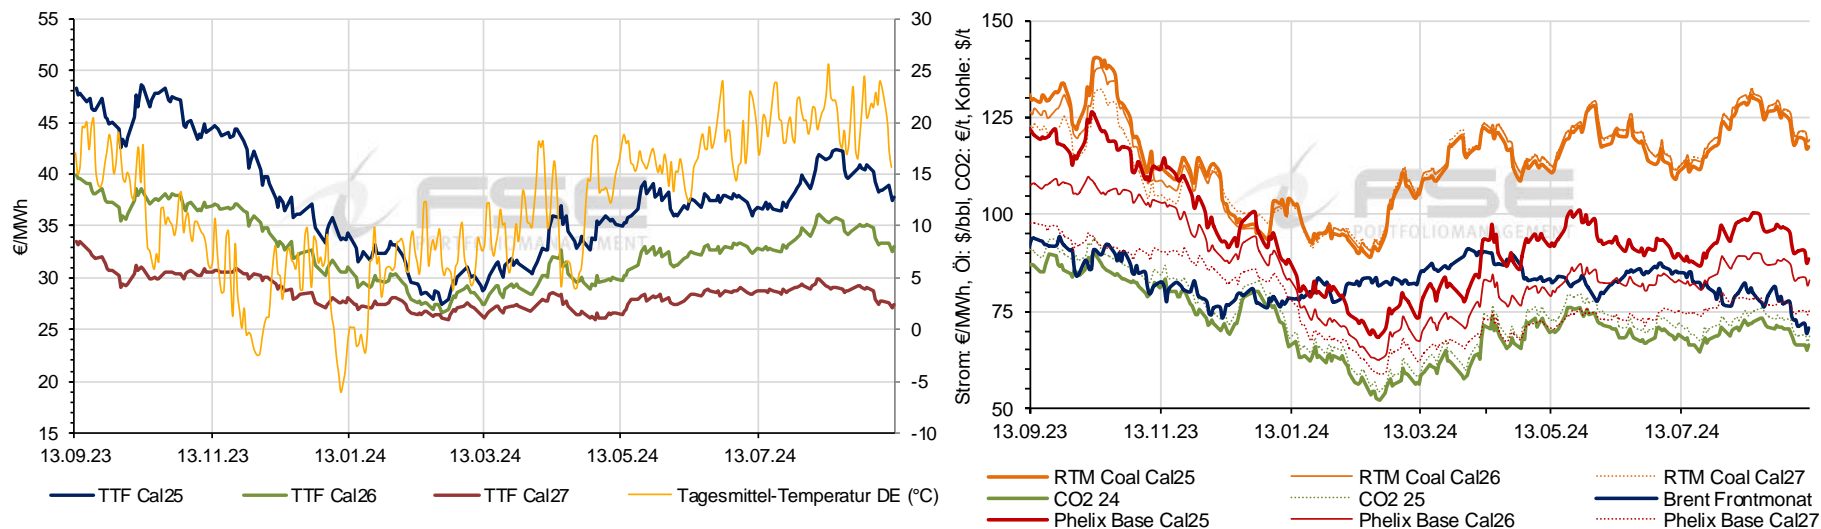 55
50
45
40
35
30
25
20
15
€/MWh
30
25
20
15
10
5
0
-5
-10
13.09.23
13.11.23
13.01.24
13.03.24
13.05.24
13.07.24
FSE
PORTFOLIOMANAGEMENT
TTF Cal25
TTF Cal26
TTF Cal27
Tagesmittel-Temperatur DE (°C)
Strom: €/MWh, Öl: $/bbl, CO2: €/t, Kohle: $/t
150
125
100
75
50
13.09.23
13.11.23
13.01.24
13.03.24
13.05.24
13.07.24
FSE
PORTFOLIOMANAGEMENT
RTM Coal Cal25
RTM Coal Cal26
RTM Coal Cal27
CO2 24
CO2 25
Brent Frontmonat
Phelix Base Cal25
Phelix Base Cal26
Phelix Base Cal27